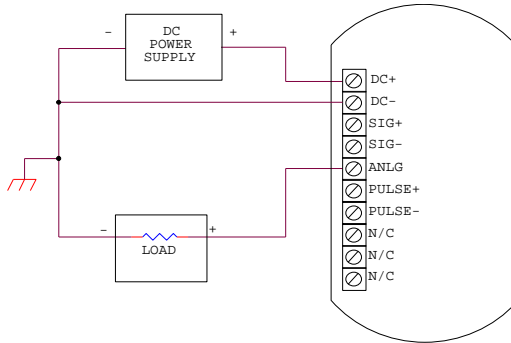 - DC +
POWER
SUPPLY
DC+
DC-
SIG+
SIG-
ANLG
PULSE+
PULSE-
N/C
N/C
N/C
- +
LOAD